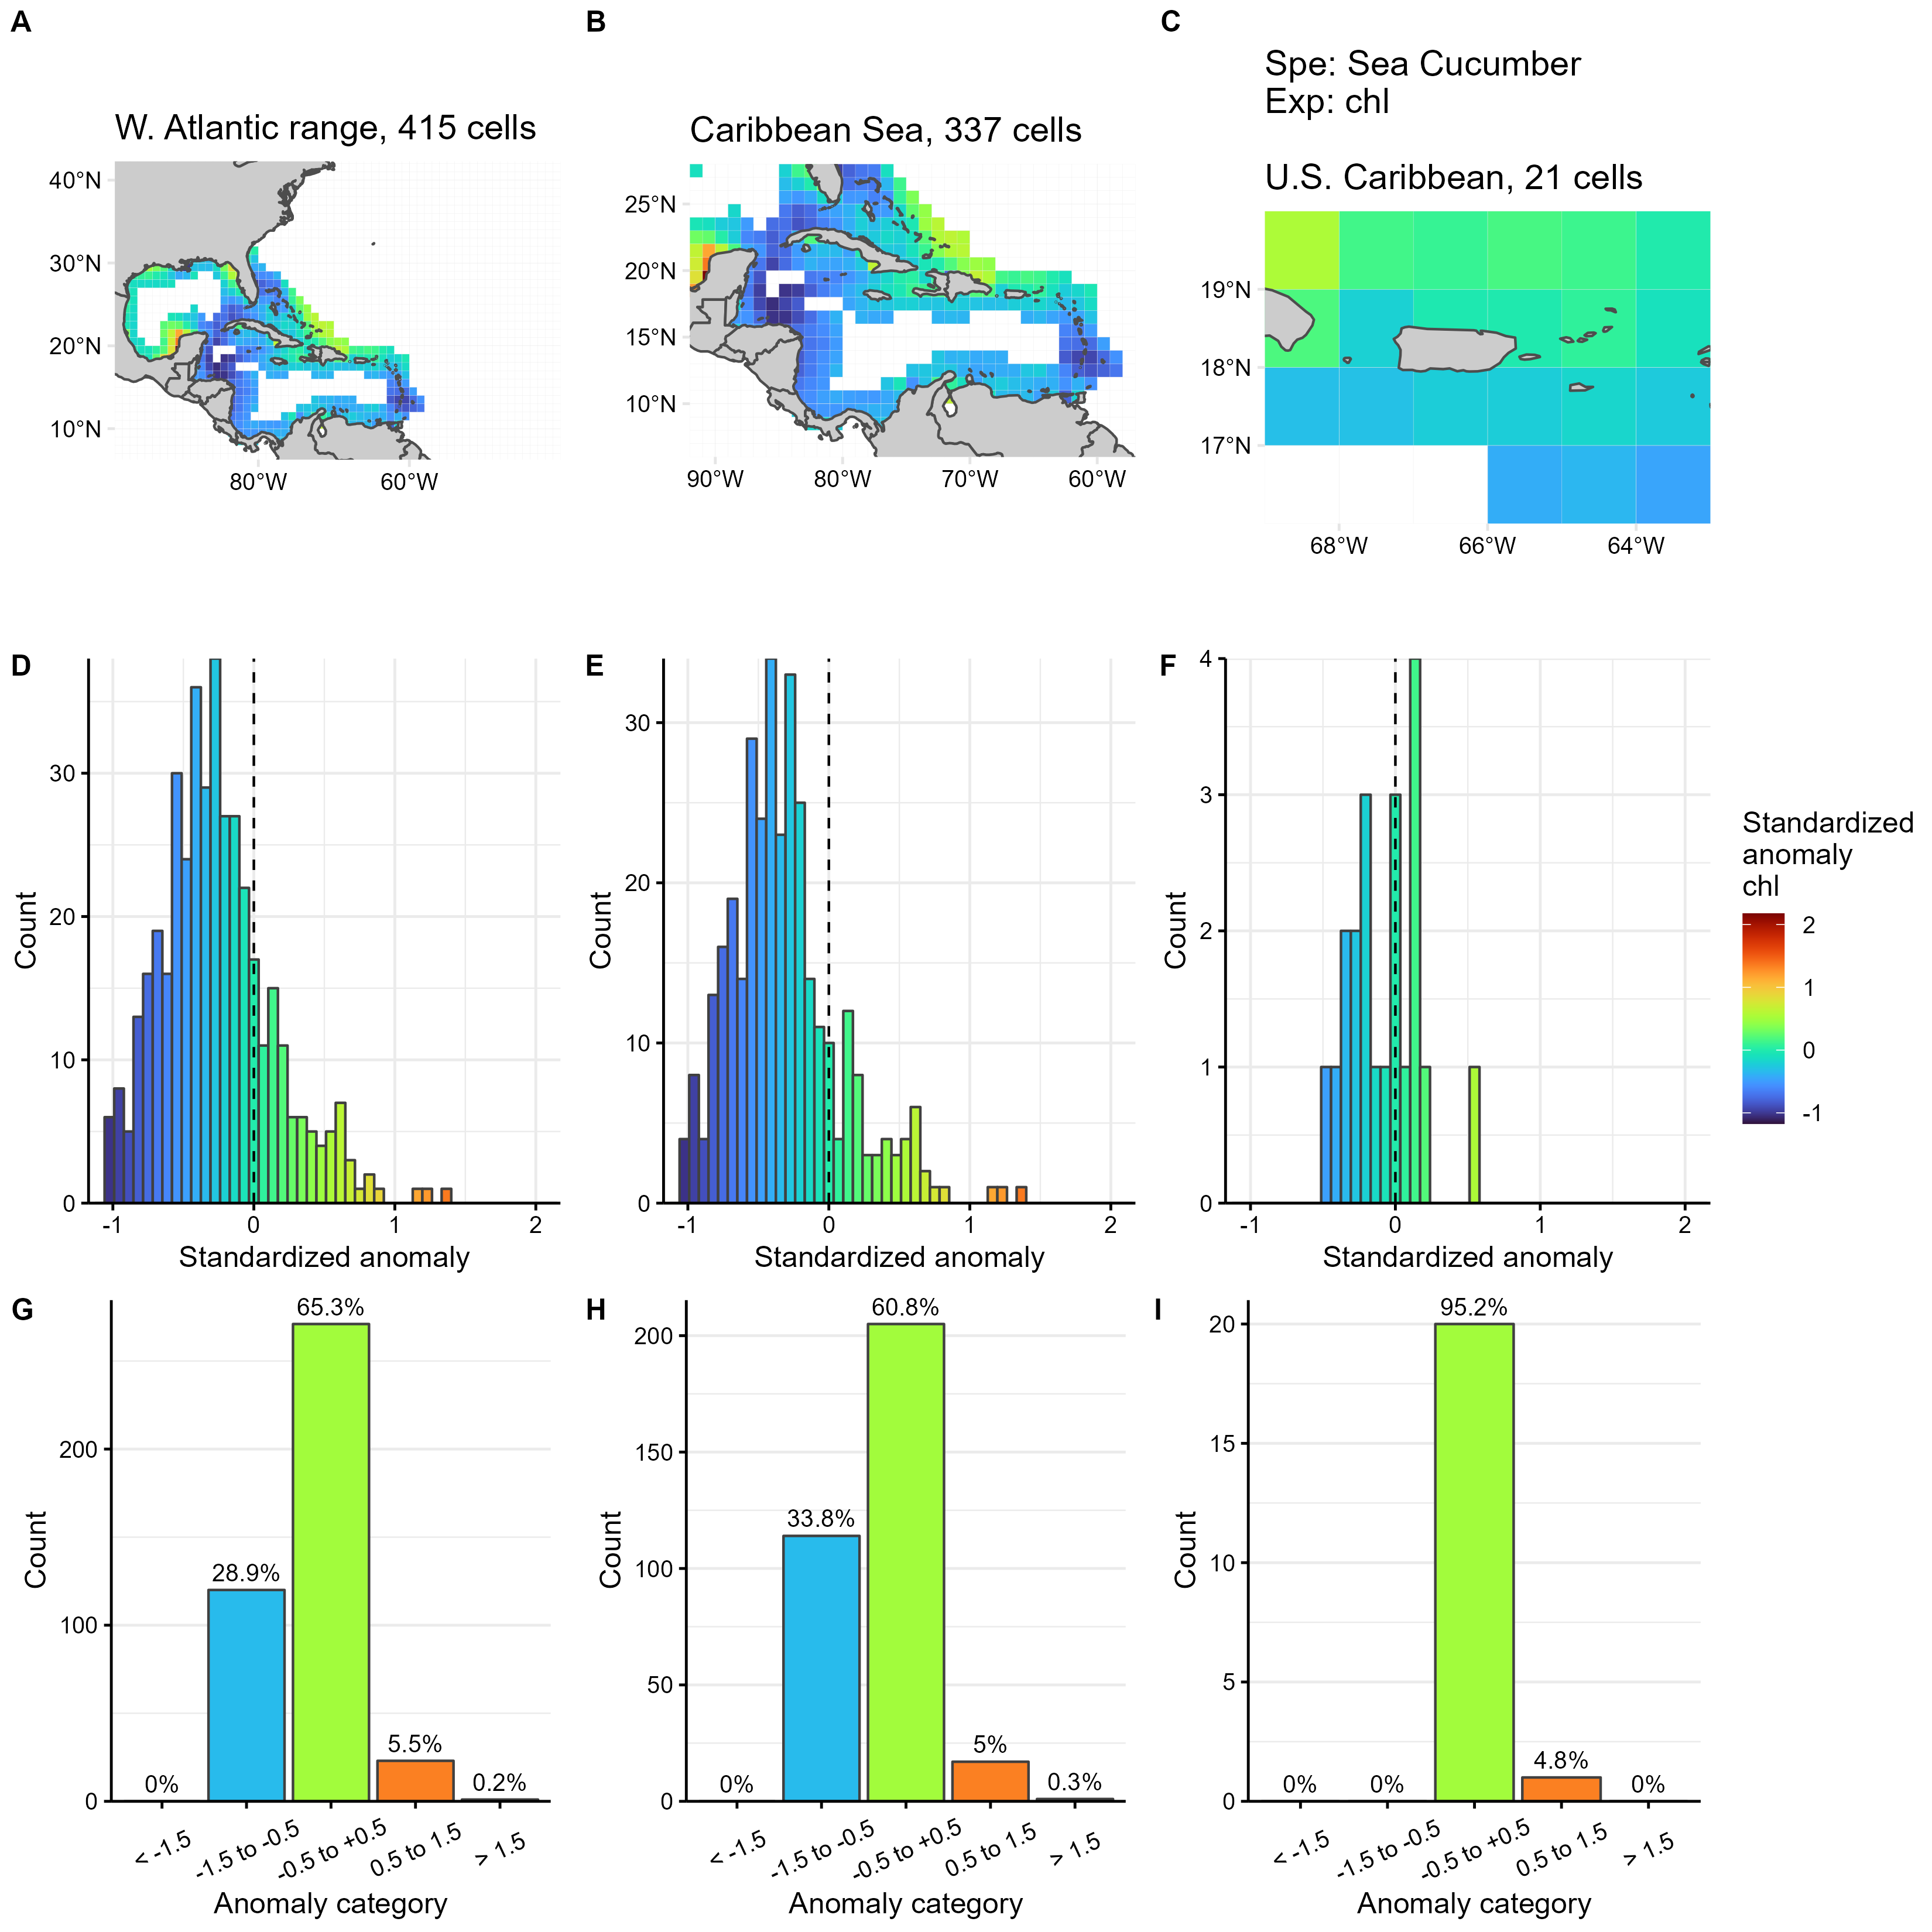 A
B
C
Spe: Sea Cucumber
Exp: chl
W. Atlantic range, 415 cells
Caribbean Sea, 337 cells
U.S. Caribbean, 21 cells
40°N
30°N
20°N
10°N
80°W
60°W
25°N
20°N
15°N
10°N
90°W
80°W
70°W
60°W
19°N
18°N
17°N
68°W
66°W
64°W
D
Count
30
20
10
0
-1
0
1
2
Standardized anomaly
E
Count
30
20
10
0
-1
0
1
2
Standardized anomaly
F
Count
4
3
2
1
0
-1
0
1
2
Standardized anomaly
Standardized
anomaly
chl
2
1
0
-1
G
Count
200
100
0
0%
28.9%
65.3%
5.5%
0.2%
< -1.5
-1.5 to -0.5
-0.5 to +0.5
0.5 to 1.5
> 1.5
Anomaly category
H
Count
200
150
100
50
0
0%
33.8%
60.8%
5%
0.3%
< -1.5
-1.5 to -0.5
-0.5 to +0.5
0.5 to 1.5
> 1.5
Anomaly category
I
Count
20
15
10
5
0
0%
0%
95.2%
4.8%
0%
< -1.5
-1.5 to -0.5
-0.5 to +0.5
0.5 to 1.5
> 1.5
Anomaly category